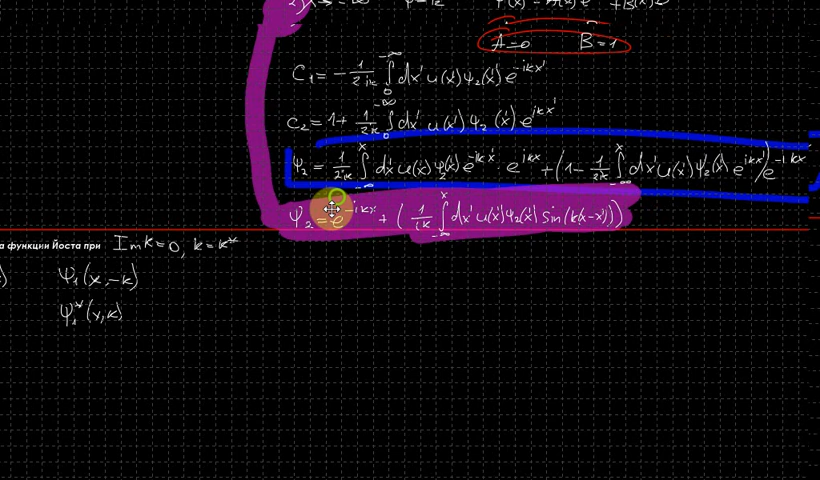 A=0 B=1
C₁ = - 1/2ik ∫₀^-∞ dx' u(x') ψ₂(x') e^-ikx'
C₂ = 1 + 1/2ik ∫₀^-∞ dx' u(x') ψ₂(x') e^ikx'
ψ₂ = 1/2ik ∫_-∞^x dx' u(x') ψ₂(x') e^-ikx' · e^ikx + (1 - 1/2ik ∫_-∞^x dx' u(x') ψ₂(x') e^ikx') e^-ikx
ψ₂ = e^-ikx + (1/k ∫_-∞^x dx' u(x') ψ₂(x') sin(k(x-x')))
а функции Йоста при Im k = 0, k = k*
) ψ₁(x,-k)
ψ₁*(x,k)